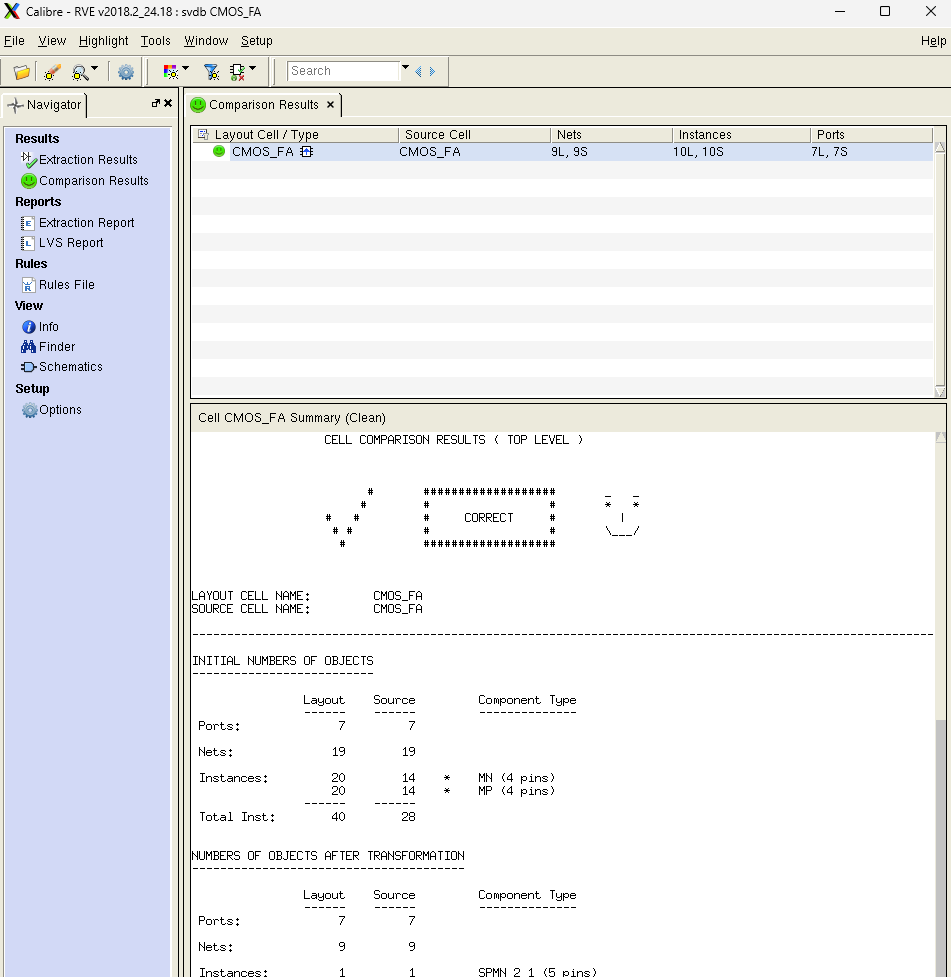 Calibre - RVE v2018.2_24.18 : svdb CMOS_FA
File View Highlight Tools Window Setup Help
Search
Navigator
Results
Extraction Results
Comparison Results
Reports
Extraction Report
LVS Report
Rules
Rules File
View
Info
Finder
Schematics
Setup
Options
Comparison Results
Layout Cell / Type Source Cell Nets Instances Ports
CMOS_FA CMOS_FA 9L, 9S 10L, 10S 7L, 7S
Cell CMOS_FA Summary (Clean)
CELL COMPARISON RESULTS ( TOP LEVEL )
                  #       ###################       _   _
                 #        #                 #       *   *
            #   #         #     CORRECT     #         |
             # #          #                 #       \___/
              #           ###################
LAYOUT CELL NAME: CMOS_FA
SOURCE CELL NAME: CMOS_FA
----------------------------------------------------------------------------------------------------------
INITIAL NUMBERS OF OBJECTS
--------------------------
Layout Source Component Type
------ ------ --------------
Ports: 7 7
Nets: 19 19
Instances: 20 14 * MN (4 pins)
20 14 * MP (4 pins)
------ ------
Total Inst: 40 28
NUMBERS OF OBJECTS AFTER TRANSFORMATION
---------------------------------------
Layout Source Component Type
------ ------ --------------
Ports: 7 7
Nets: 9 9
Instances: 1 1 SPMN_2_1 (5 pins)